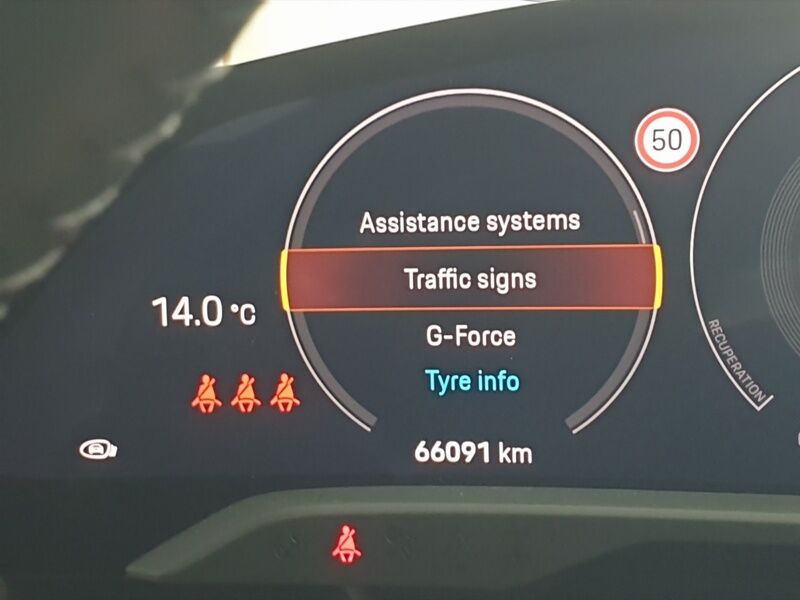 50
Assistance systems
Traffic signs
14.0 °C
G-Force
Tyre info
RECUPERATION
66091 km